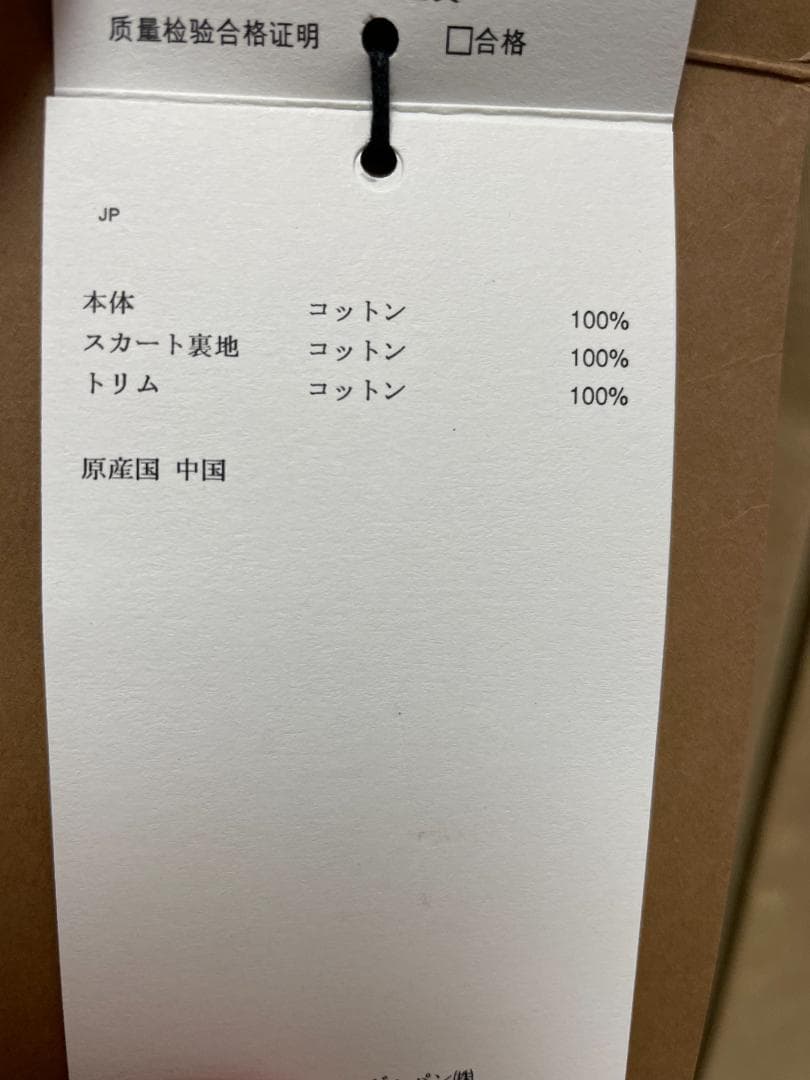 质量检验合格证明 □合格
JP
本体 コットン 100%
スカート裏地 コットン 100%
トリム コットン 100%
原産国 中国